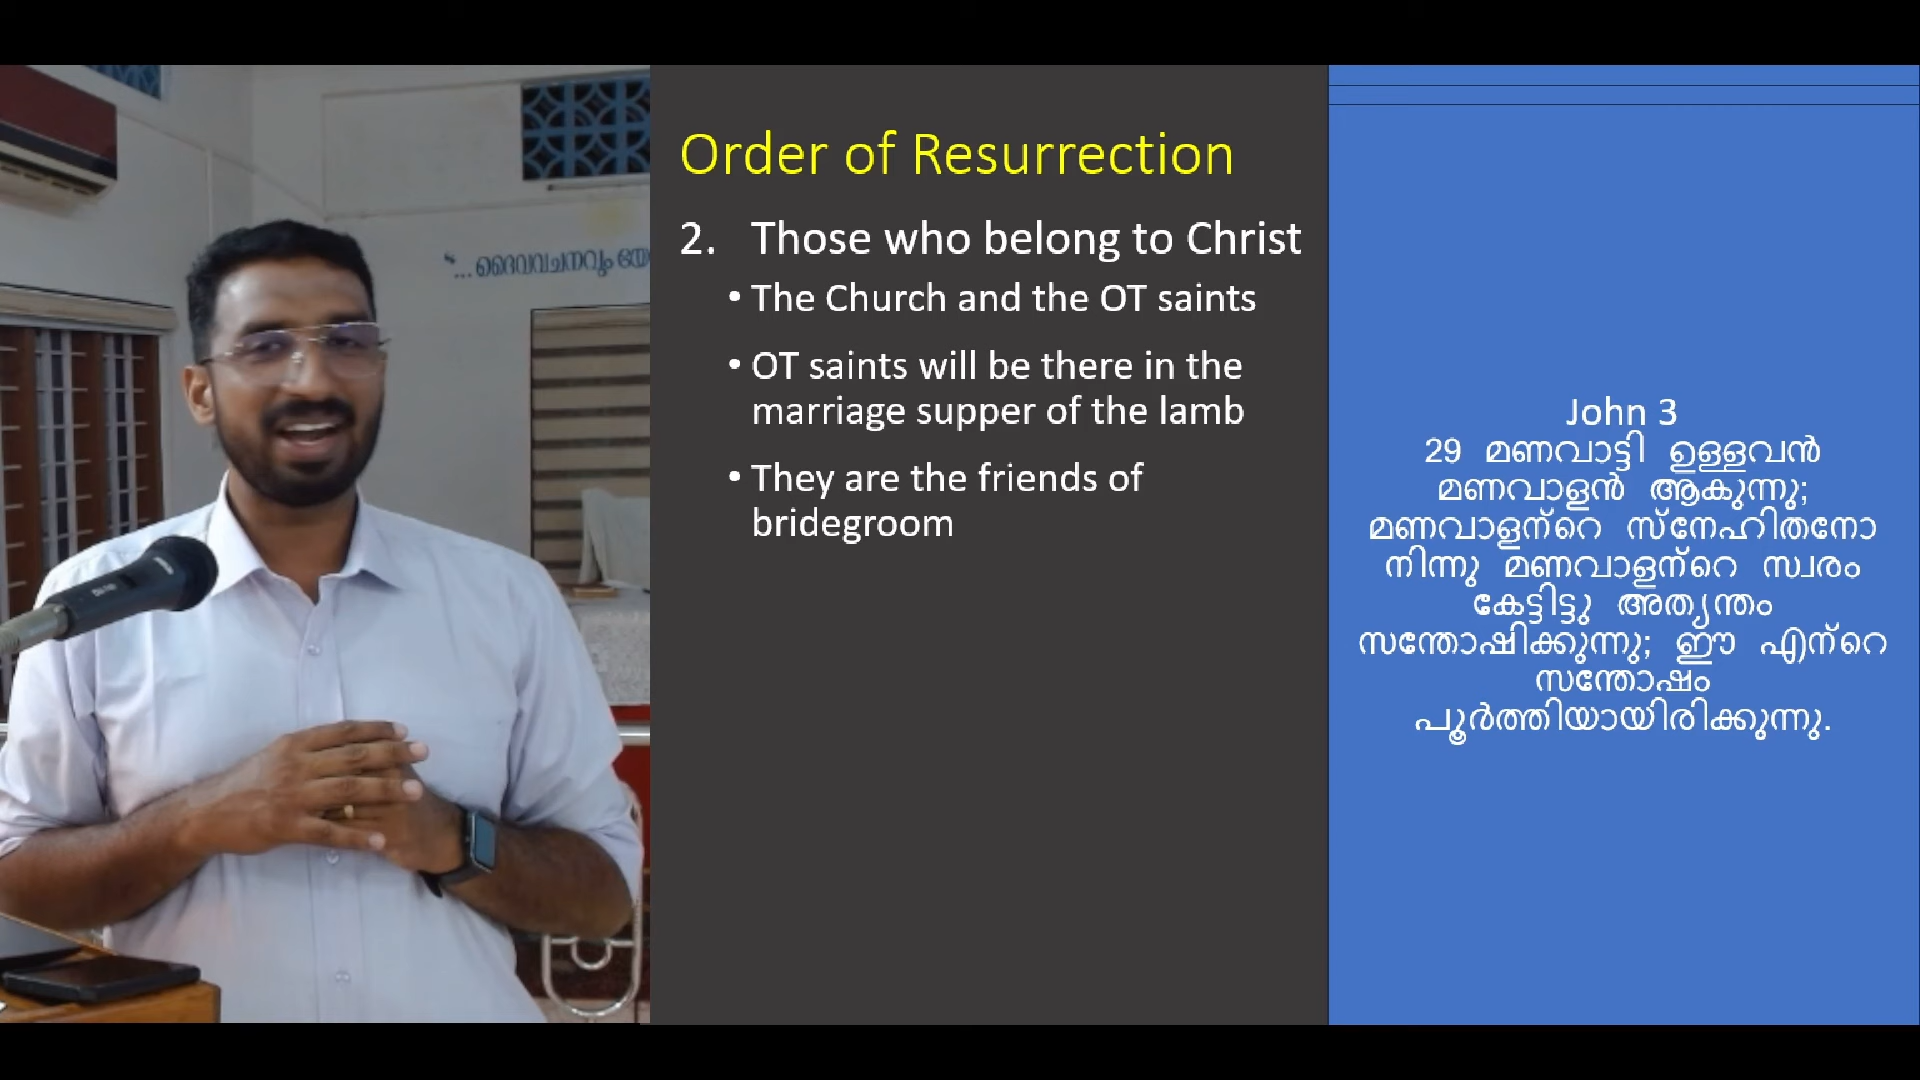 "...ദൈവവചനവും
Order of Resurrection
2. Those who belong to Christ
• The Church and the OT saints
• OT saints will be there in the
marriage supper of the lamb
• They are the friends of
bridegroom
John 3
29 മണവാട്ടി ഉള്ളവൻ
മണവാളൻ ആകുന്നു;
മണവാളന്റെ സ്നേഹിതനോ
നിന്നു മണവാളന്റെ സ്വരം
കേട്ടിട്ടു അത്യന്തം
സന്തോഷിക്കുന്നു; ഈ എന്റെ
സന്തോഷം
പൂർത്തിയായിരിക്കുന്നു.